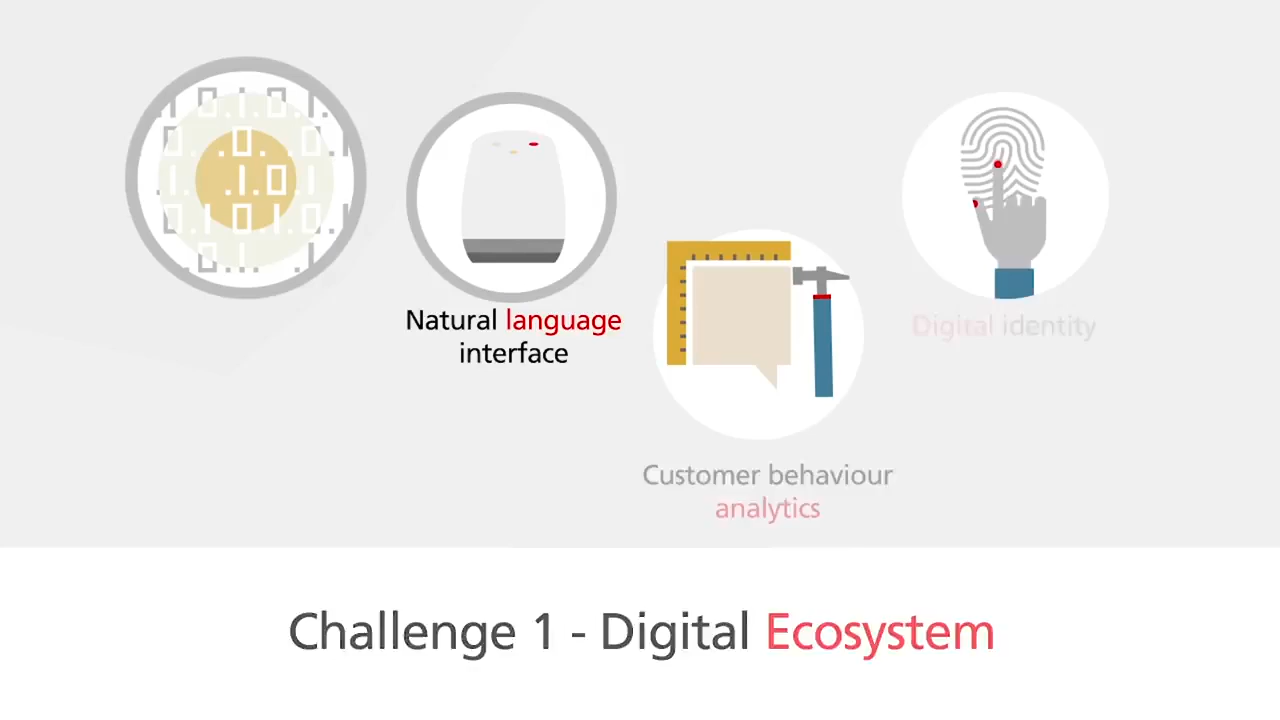 Natural language
interface
Customer behaviour
analytics
Digital identity
Challenge 1 - Digital Ecosystem